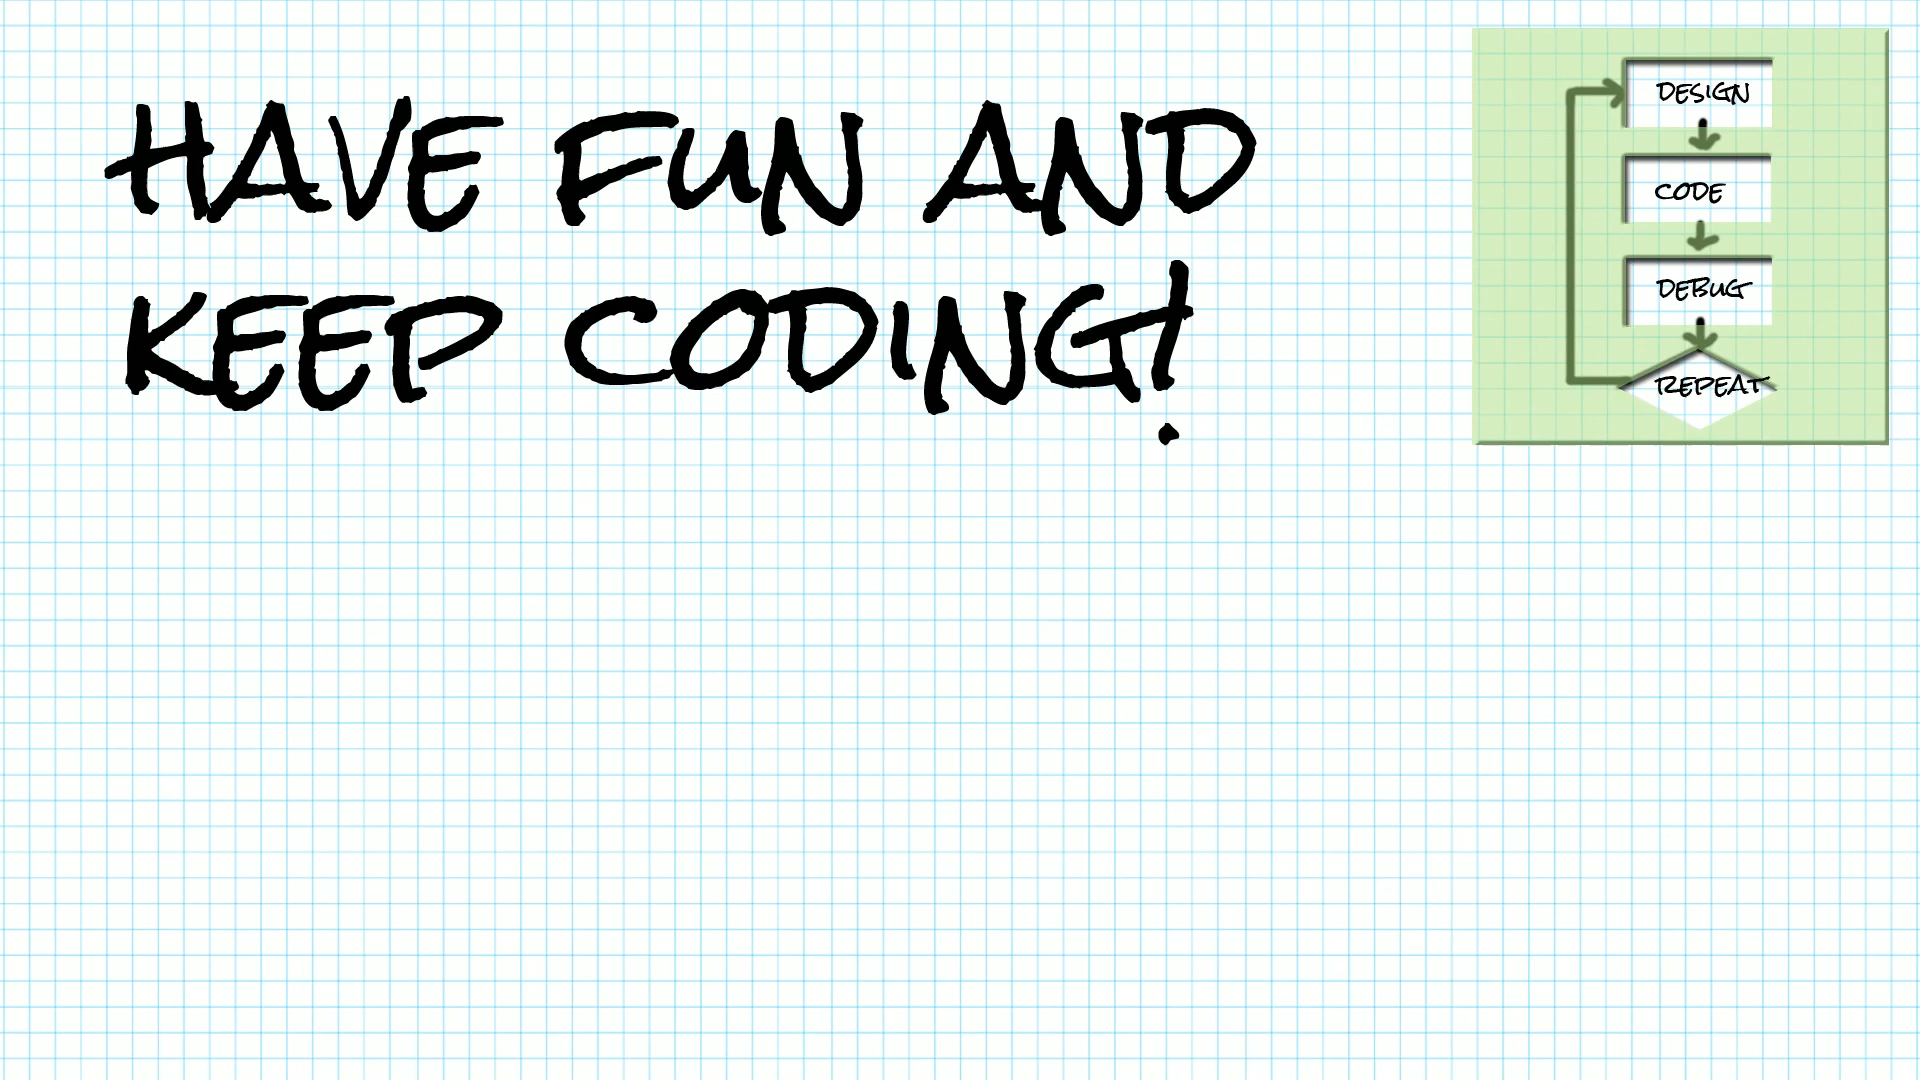 HAVE FUN AND
KEEP CODING!
DESIGN
CODE
DEBUG
REPEAT